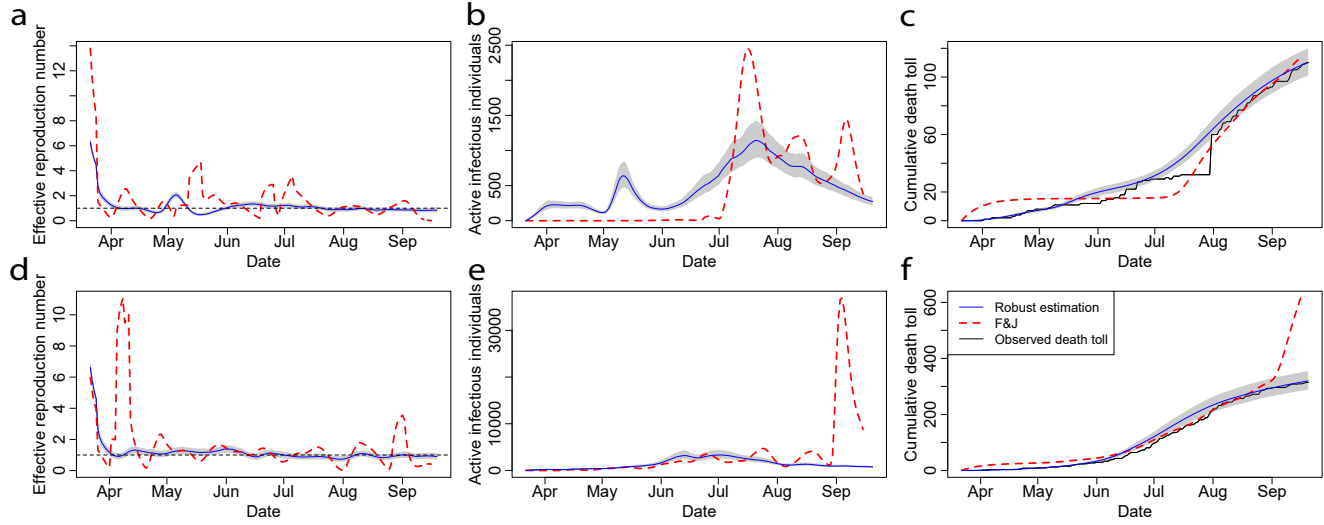 a
Effective reproduction number
0 2 4 6 8 12
Apr May Jun Jul Aug Sep
Date
b
Active infectious individuals
0 500 1500 2500
Apr May Jun Jul Aug Sep
Date
c
Cumulative death toll
0 20 60 100
Apr May Jun Jul Aug Sep
Date
d
Effective reproduction number
0 2 4 6 8 10
Apr May Jun Jul Aug Sep
Date
e
Active infectious individuals
0 10000 30000
Apr May Jun Jul Aug Sep
Date
f
Cumulative death toll
0 200 400 600
Robust estimation
F&J
Observed death toll
Apr May Jun Jul Aug Sep
Date